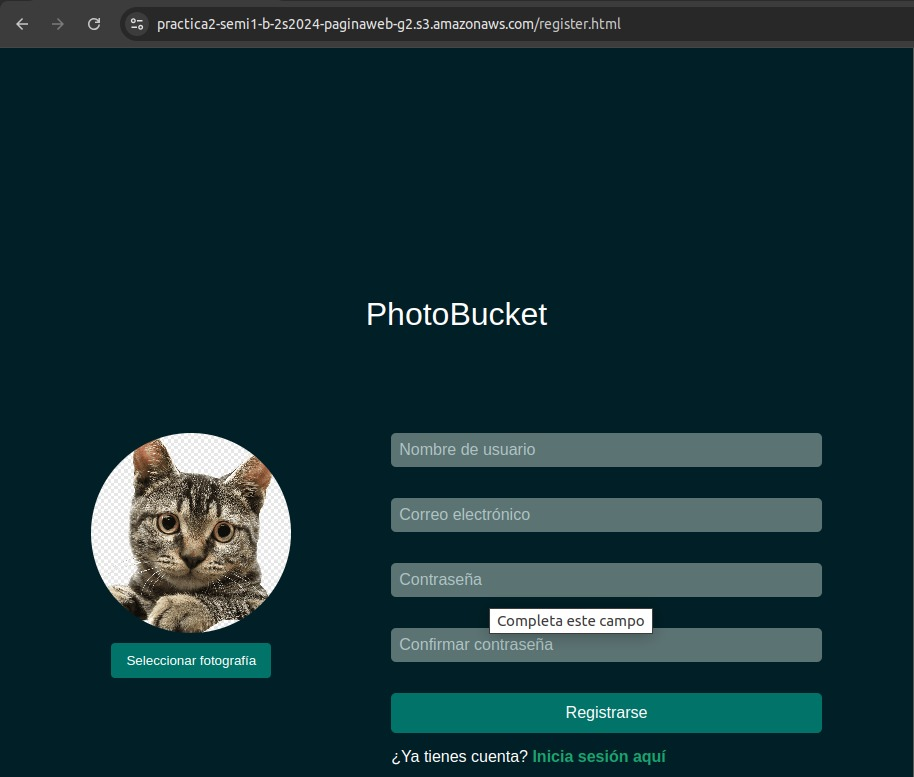 practica2-semi1-b-2s2024-paginaweb-g2.s3.amazonaws.com/register.html
PhotoBucket
Nombre de usuario
Correo electrónico
Contraseña
Completa este campo
Confirmar contraseña
Seleccionar fotografía
Registrarse
¿Ya tienes cuenta? Inicia sesión aquí